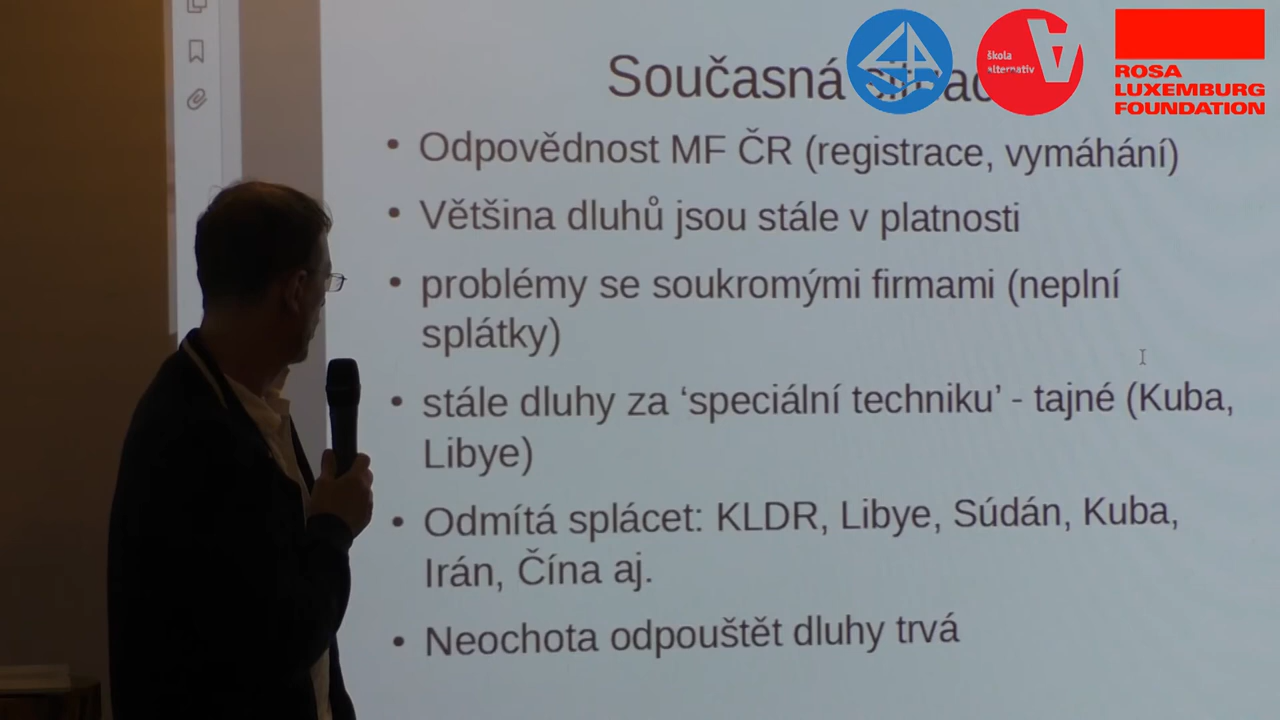 Současná
škola
alternativ
ROSA
LUXEMBURG
FOUNDATION
• Odpovědnost MF ČR (registrace, vymáhání)
• Většina dluhů jsou stále v platnosti
• problémy se soukromými firmami (neplní
splátky)
• stále dluhy za ‘speciální techniku’ - tajné (Kuba,
Libye)
• Odmítá splácet: KLDR, Libye, Súdán, Kuba,
Irán, Čína aj.
• Neochota odpouštět dluhy trvá